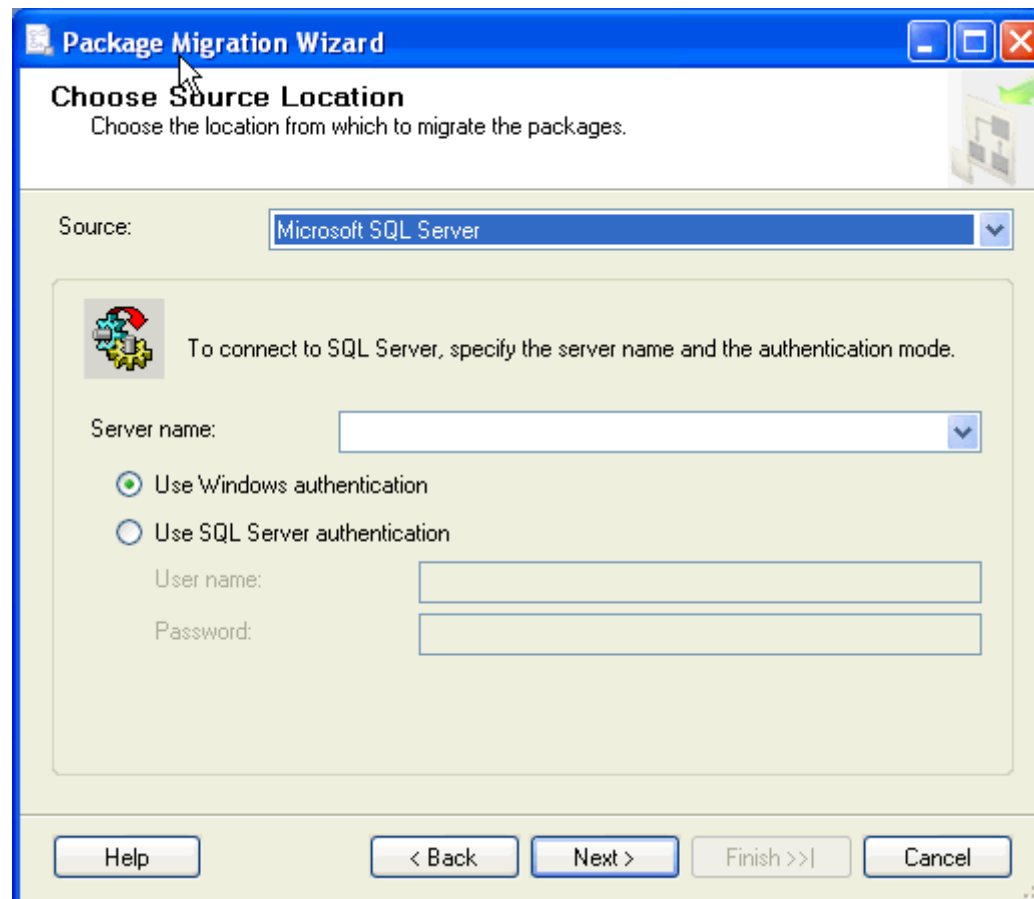 Package Migration Wizard
Choose Source Location
Choose the location from which to migrate the packages.
Source: Microsoft SQL Server
To connect to SQL Server, specify the server name and the authentication mode.
Server name:
Use Windows authentication
Use SQL Server authentication
User name:
Password:
Help < Back Next > Finish >>| Cancel